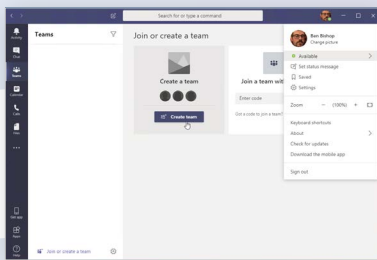 Search for or type a command
Activity
Chat
Teams
Calendar
Calls
Files
Get app
Apps
Help
Teams
Join or create a team
Create a team
Create team
Join a team wit
Enter code
Got a code to join a team?
Ben Bishop
Change picture
Available
Set status message
Saved
Settings
Zoom - (100%) +
Keyboard shortcuts
About
Check for updates
Download the mobile app
Sign out
Join or create a team